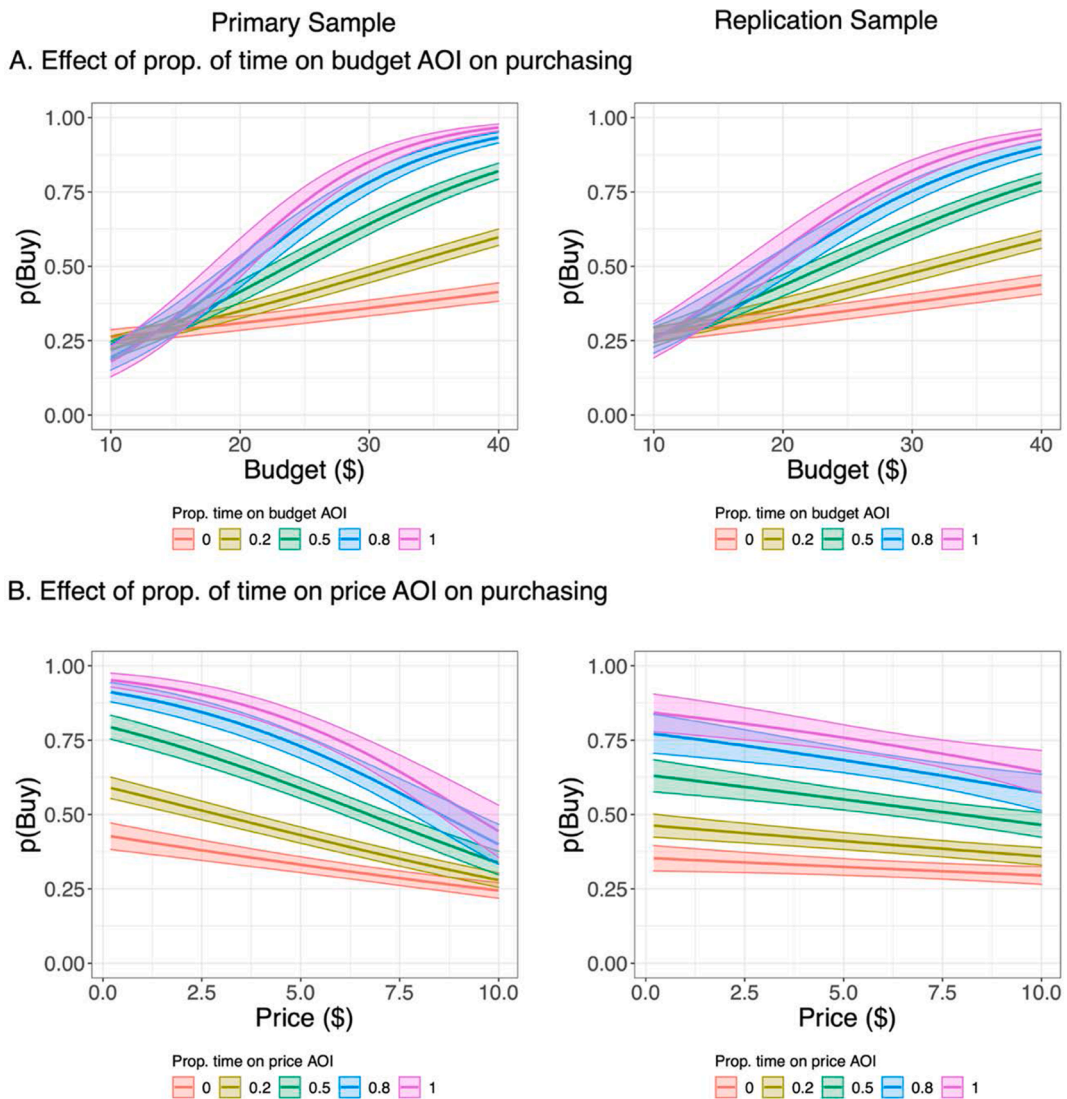 Primary Sample
Replication Sample
A. Effect of prop. of time on budget AOI on purchasing
1.00
0.75
0.50
0.25
0.00
p(Buy)
10 20 30 40
Budget ($)
Prop. time on budget AOI
0 0.2 0.5 0.8 1
1.00
0.75
0.50
0.25
0.00
p(Buy)
10 20 30 40
Budget ($)
Prop. time on budget AOI
0 0.2 0.5 0.8 1
B. Effect of prop. of time on price AOI on purchasing
1.00
0.75
0.50
0.25
0.00
p(Buy)
0.0 2.5 5.0 7.5 10.0
Price ($)
Prop. time on price AOI
0 0.2 0.5 0.8 1
1.00
0.75
0.50
0.25
0.00
p(Buy)
0.0 2.5 5.0 7.5 10.0
Price ($)
Prop. time on price AOI
0 0.2 0.5 0.8 1